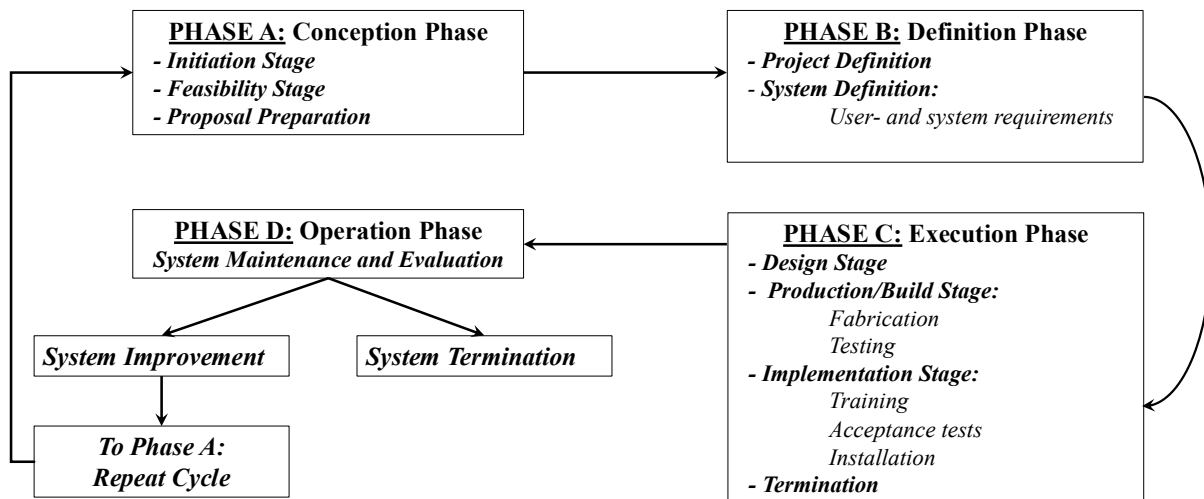 PHASE A: Conception Phase
- Initiation Stage
- Feasibility Stage
- Proposal Preparation
PHASE B: Definition Phase
- Project Definition
- System Definition:
User- and system requirements
PHASE C: Execution Phase
- Design Stage
- Production/Build Stage:
Fabrication
Testing
- Implementation Stage:
Training
Acceptance tests
Installation
- Termination
PHASE D: Operation Phase
System Maintenance and Evaluation
System Improvement
System Termination
To Phase A:
Repeat Cycle